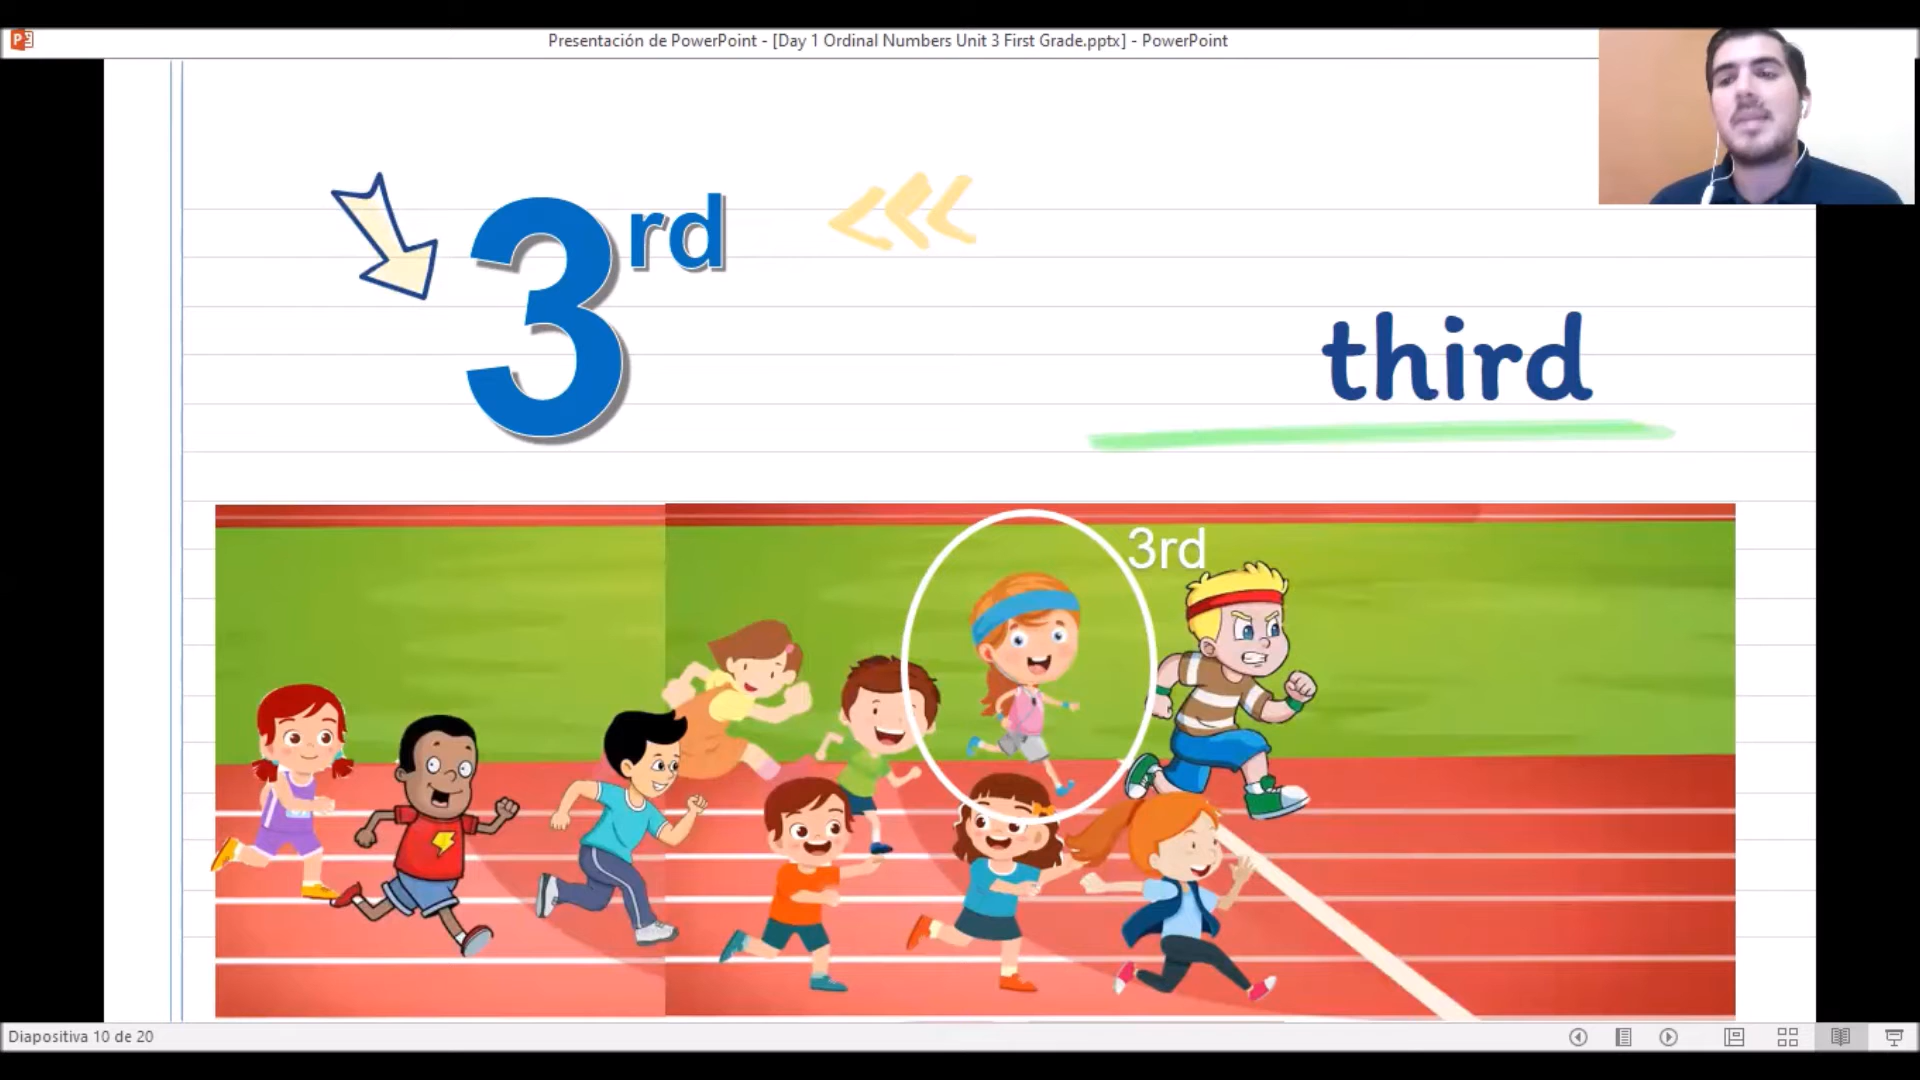 Presentación de PowerPoint - [Day 1 Ordinal Numbers Unit 3 First Grade.pptx] - PowerPoint
3rd
third
3rd
Diapositiva 10 de 20